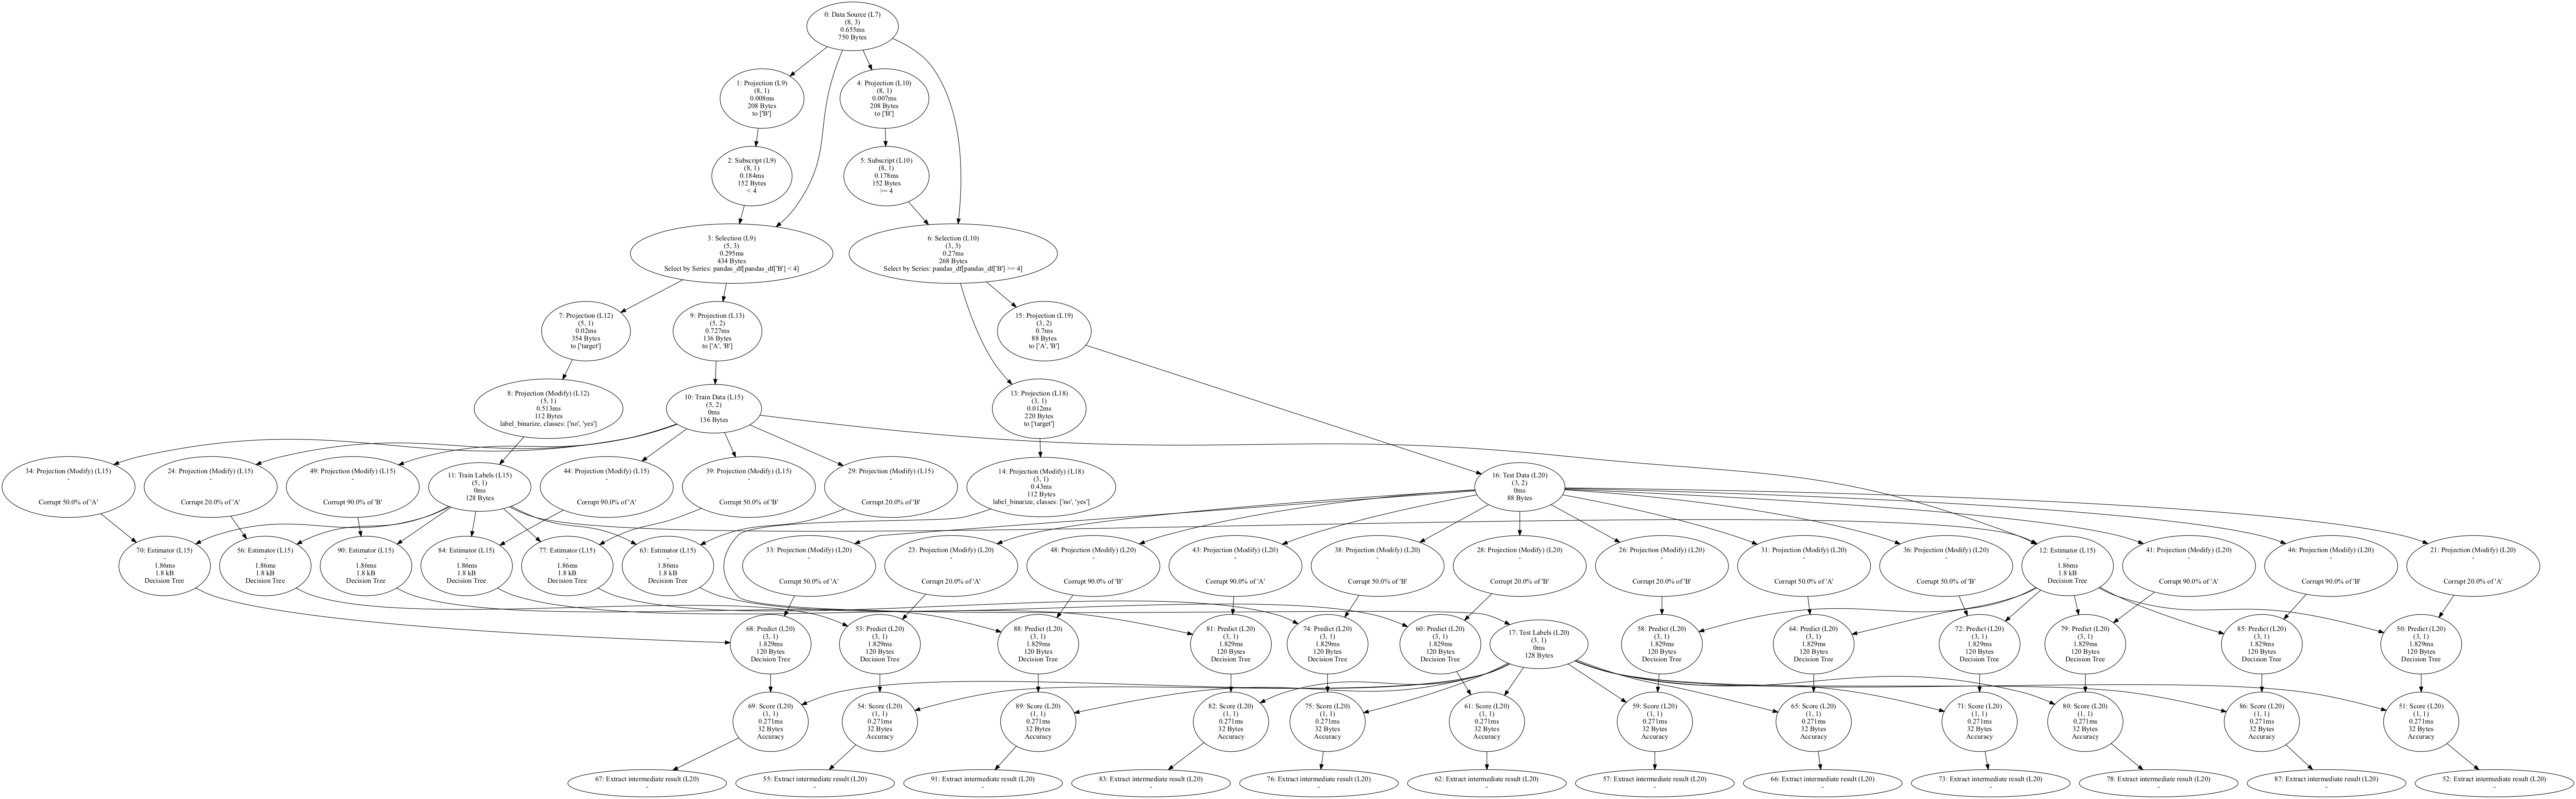 0: Data Source (L7)
(8, 3)
0.655ms
750 Bytes
1: Projection (L9)
(8, 1)
0.008ms
208 Bytes
to ['B']
4: Projection (L10)
(8, 1)
0.007ms
208 Bytes
to ['B']
2: Subscript (L9)
(8, 1)
0.184ms
152 Bytes
< 4
5: Subscript (L10)
(8, 1)
0.178ms
152 Bytes
>= 4
3: Selection (L9)
(5, 3)
0.295ms
434 Bytes
Select by Series: pandas_df[pandas_df['B'] < 4]
6: Selection (L10)
(3, 3)
0.27ms
268 Bytes
Select by Series: pandas_df[pandas_df['B'] >= 4]
7: Projection (L12)
(5, 1)
0.02ms
354 Bytes
to ['target']
9: Projection (L13)
(5, 2)
0.727ms
136 Bytes
to ['A', 'B']
15: Projection (L19)
(3, 2)
0.7ms
88 Bytes
to ['A', 'B']
8: Projection (Modify) (L12)
(5, 1)
0.513ms
112 Bytes
label_binarize, classes: ['no', 'yes']
10: Train Data (L15)
(5, 2)
0ms
136 Bytes
13: Projection (L18)
(3, 1)
0.012ms
220 Bytes
to ['target']
34: Projection (Modify) (L15)
-
Corrupt 50.0% of 'A'
24: Projection (Modify) (L15)
-
Corrupt 20.0% of 'A'
49: Projection (Modify) (L15)
-
Corrupt 90.0% of 'B'
11: Train Labels (L15)
(5, 1)
0ms
128 Bytes
44: Projection (Modify) (L15)
-
Corrupt 90.0% of 'A'
39: Projection (Modify) (L15)
-
Corrupt 50.0% of 'B'
29: Projection (Modify) (L15)
-
Corrupt 20.0% of 'B'
14: Projection (Modify) (L18)
(3, 1)
0.43ms
112 Bytes
label_binarize, classes: ['no', 'yes']
16: Test Data (L20)
(3, 2)
0ms
88 Bytes
70: Estimator (L15)
-
1.86ms
1.8 kB
Decision Tree
56: Estimator (L15)
-
1.86ms
1.8 kB
Decision Tree
90: Estimator (L15)
-
1.86ms
1.8 kB
Decision Tree
84: Estimator (L15)
-
1.86ms
1.8 kB
Decision Tree
77: Estimator (L15)
-
1.86ms
1.8 kB
Decision Tree
63: Estimator (L15)
-
1.86ms
1.8 kB
Decision Tree
33: Projection (Modify) (L20)
-
Corrupt 50.0% of 'A'
23: Projection (Modify) (L20)
-
Corrupt 20.0% of 'A'
48: Projection (Modify) (L20)
-
Corrupt 90.0% of 'B'
43: Projection (Modify) (L20)
-
Corrupt 90.0% of 'A'
38: Projection (Modify) (L20)
-
Corrupt 50.0% of 'B'
28: Projection (Modify) (L20)
-
Corrupt 20.0% of 'B'
26: Projection (Modify) (L20)
-
Corrupt 20.0% of 'B'
31: Projection (Modify) (L20)
-
Corrupt 50.0% of 'A'
36: Projection (Modify) (L20)
-
Corrupt 50.0% of 'B'
12: Estimator (L15)
-
1.86ms
1.8 kB
Decision Tree
41: Projection (Modify) (L20)
-
Corrupt 90.0% of 'A'
46: Projection (Modify) (L20)
-
Corrupt 90.0% of 'B'
21: Projection (Modify) (L20)
-
Corrupt 20.0% of 'A'
68: Predict (L20)
(3, 1)
1.829ms
120 Bytes
Decision Tree
53: Predict (L20)
(3, 1)
1.829ms
120 Bytes
Decision Tree
88: Predict (L20)
(3, 1)
1.829ms
120 Bytes
Decision Tree
81: Predict (L20)
(3, 1)
1.829ms
120 Bytes
Decision Tree
74: Predict (L20)
(3, 1)
1.829ms
120 Bytes
Decision Tree
60: Predict (L20)
(3, 1)
1.829ms
120 Bytes
Decision Tree
17: Test Labels (L20)
(3, 1)
0ms
128 Bytes
58: Predict (L20)
(3, 1)
1.829ms
120 Bytes
Decision Tree
64: Predict (L20)
(3, 1)
1.829ms
120 Bytes
Decision Tree
72: Predict (L20)
(3, 1)
1.829ms
120 Bytes
Decision Tree
79: Predict (L20)
(3, 1)
1.829ms
120 Bytes
Decision Tree
85: Predict (L20)
(3, 1)
1.829ms
120 Bytes
Decision Tree
50: Predict (L20)
(3, 1)
1.829ms
120 Bytes
Decision Tree
69: Score (L20)
(1, 1)
0.271ms
32 Bytes
Accuracy
54: Score (L20)
(1, 1)
0.271ms
32 Bytes
Accuracy
89: Score (L20)
(1, 1)
0.271ms
32 Bytes
Accuracy
82: Score (L20)
(1, 1)
0.271ms
32 Bytes
Accuracy
75: Score (L20)
(1, 1)
0.271ms
32 Bytes
Accuracy
61: Score (L20)
(1, 1)
0.271ms
32 Bytes
Accuracy
59: Score (L20)
(1, 1)
0.271ms
32 Bytes
Accuracy
65: Score (L20)
(1, 1)
0.271ms
32 Bytes
Accuracy
71: Score (L20)
(1, 1)
0.271ms
32 Bytes
Accuracy
80: Score (L20)
(1, 1)
0.271ms
32 Bytes
Accuracy
86: Score (L20)
(1, 1)
0.271ms
32 Bytes
Accuracy
51: Score (L20)
(1, 1)
0.271ms
32 Bytes
Accuracy
67: Extract intermediate result (L20)
-
55: Extract intermediate result (L20)
-
91: Extract intermediate result (L20)
-
83: Extract intermediate result (L20)
-
76: Extract intermediate result (L20)
-
62: Extract intermediate result (L20)
-
57: Extract intermediate result (L20)
-
66: Extract intermediate result (L20)
-
73: Extract intermediate result (L20)
-
78: Extract intermediate result (L20)
-
87: Extract intermediate result (L20)
-
52: Extract intermediate result (L20)
-